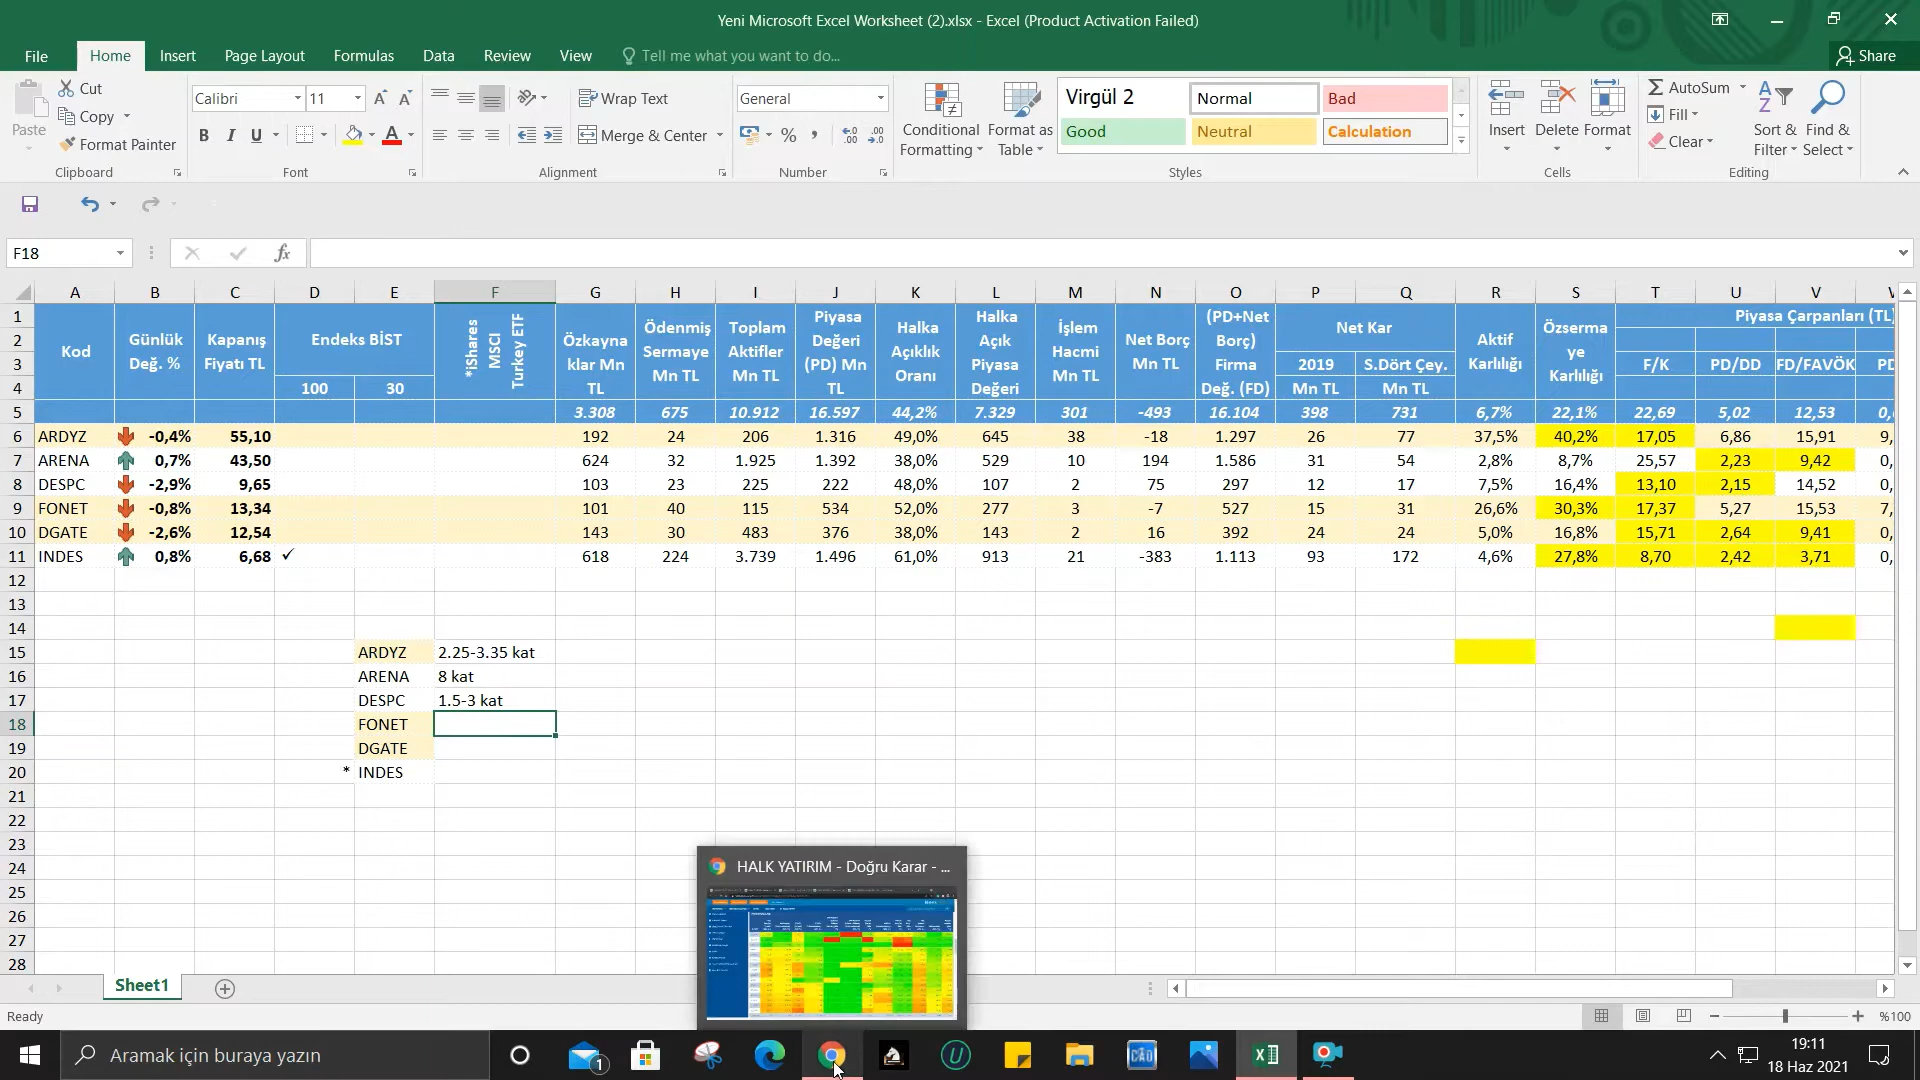 Yeni Microsoft Excel Worksheet (2).xlsx - Excel (Product Activation Failed)
File Home Insert Page Layout Formulas Data Review View Tell me what you want to do... Share
Paste
Cut
Copy
Format Painter
Clipboard
Calibri 11
B I U
Font
Wrap Text
Merge & Center
Alignment
General
%
Number
Conditional Formatting
Format as Table
Virgül 2 Normal Bad
Good Neutral Calculation
Styles
Insert Delete Format
Cells
AutoSum
Fill
Clear
Sort & Filter
Find & Select
Editing
F18 fx
A B C D E F G H I J K L M N O P Q R S T U V
1 2 3 4
Kod
Günlük Değ. %
Kapanış Fiyatı TL
Endeks BİST
100 30
*iShares MSCI Turkey ETF
Özkayna klar Mn TL
Ödenmiş Sermaye Mn TL
Toplam Aktifler Mn TL
Piyasa Değeri (PD) Mn TL
Halka Açıklık Oranı
Halka Açık Piyasa Değeri
İşlem Hacmi Mn TL
Net Borç Mn TL
(PD+Net Borç) Firma Değ. (FD)
Net Kar
2019 S.Dört Çey.
Mn TL Mn TL
Aktif Karlılığı
Özserma ye Karlılığı
Piyasa Çarpanları (TL)
F/K PD/DD FD/FAVÖK
5 3.308 675 10.912 16.597 44,2% 7.329 301 -493 16.104 398 731 6,7% 22,1% 22,69 5,02 12,53
6 ARDYZ -0,4% 55,10 192 24 206 1.316 49,0% 645 38 -18 1.297 26 77 37,5% 40,2% 17,05 6,86 15,91 9,
7 ARENA 0,7% 43,50 624 32 1.925 1.392 38,0% 529 10 194 1.586 31 54 2,8% 8,7% 25,57 2,23 9,42 0,
8 DESPC -2,9% 9,65 103 23 225 222 48,0% 107 2 75 297 12 17 7,5% 16,4% 13,10 2,15 14,52 0,
9 FONET -0,8% 13,34 101 40 115 534 52,0% 277 3 -7 527 15 31 26,6% 30,3% 17,37 5,27 15,53 7,
10 DGATE -2,6% 12,54 143 30 483 376 38,0% 143 2 16 392 24 24 5,0% 16,8% 15,71 2,64 9,41 0,
11 INDES 0,8% 6,68 ✓ 618 224 3.739 1.496 61,0% 913 21 -383 1.113 93 172 4,6% 27,8% 8,70 2,42 3,71 0,
12
13
14
15 ARDYZ 2.25-3.35 kat
16 ARENA 8 kat
17 DESPC 1.5-3 kat
18 FONET
19 DGATE
20 * INDES
21
22
23
24
25
26
27
28
HALK YATIRIM - Doğru Karar - ...
Sheet1
Ready
%100
Aramak için buraya yazın
1
19:11
18 Haz 2021